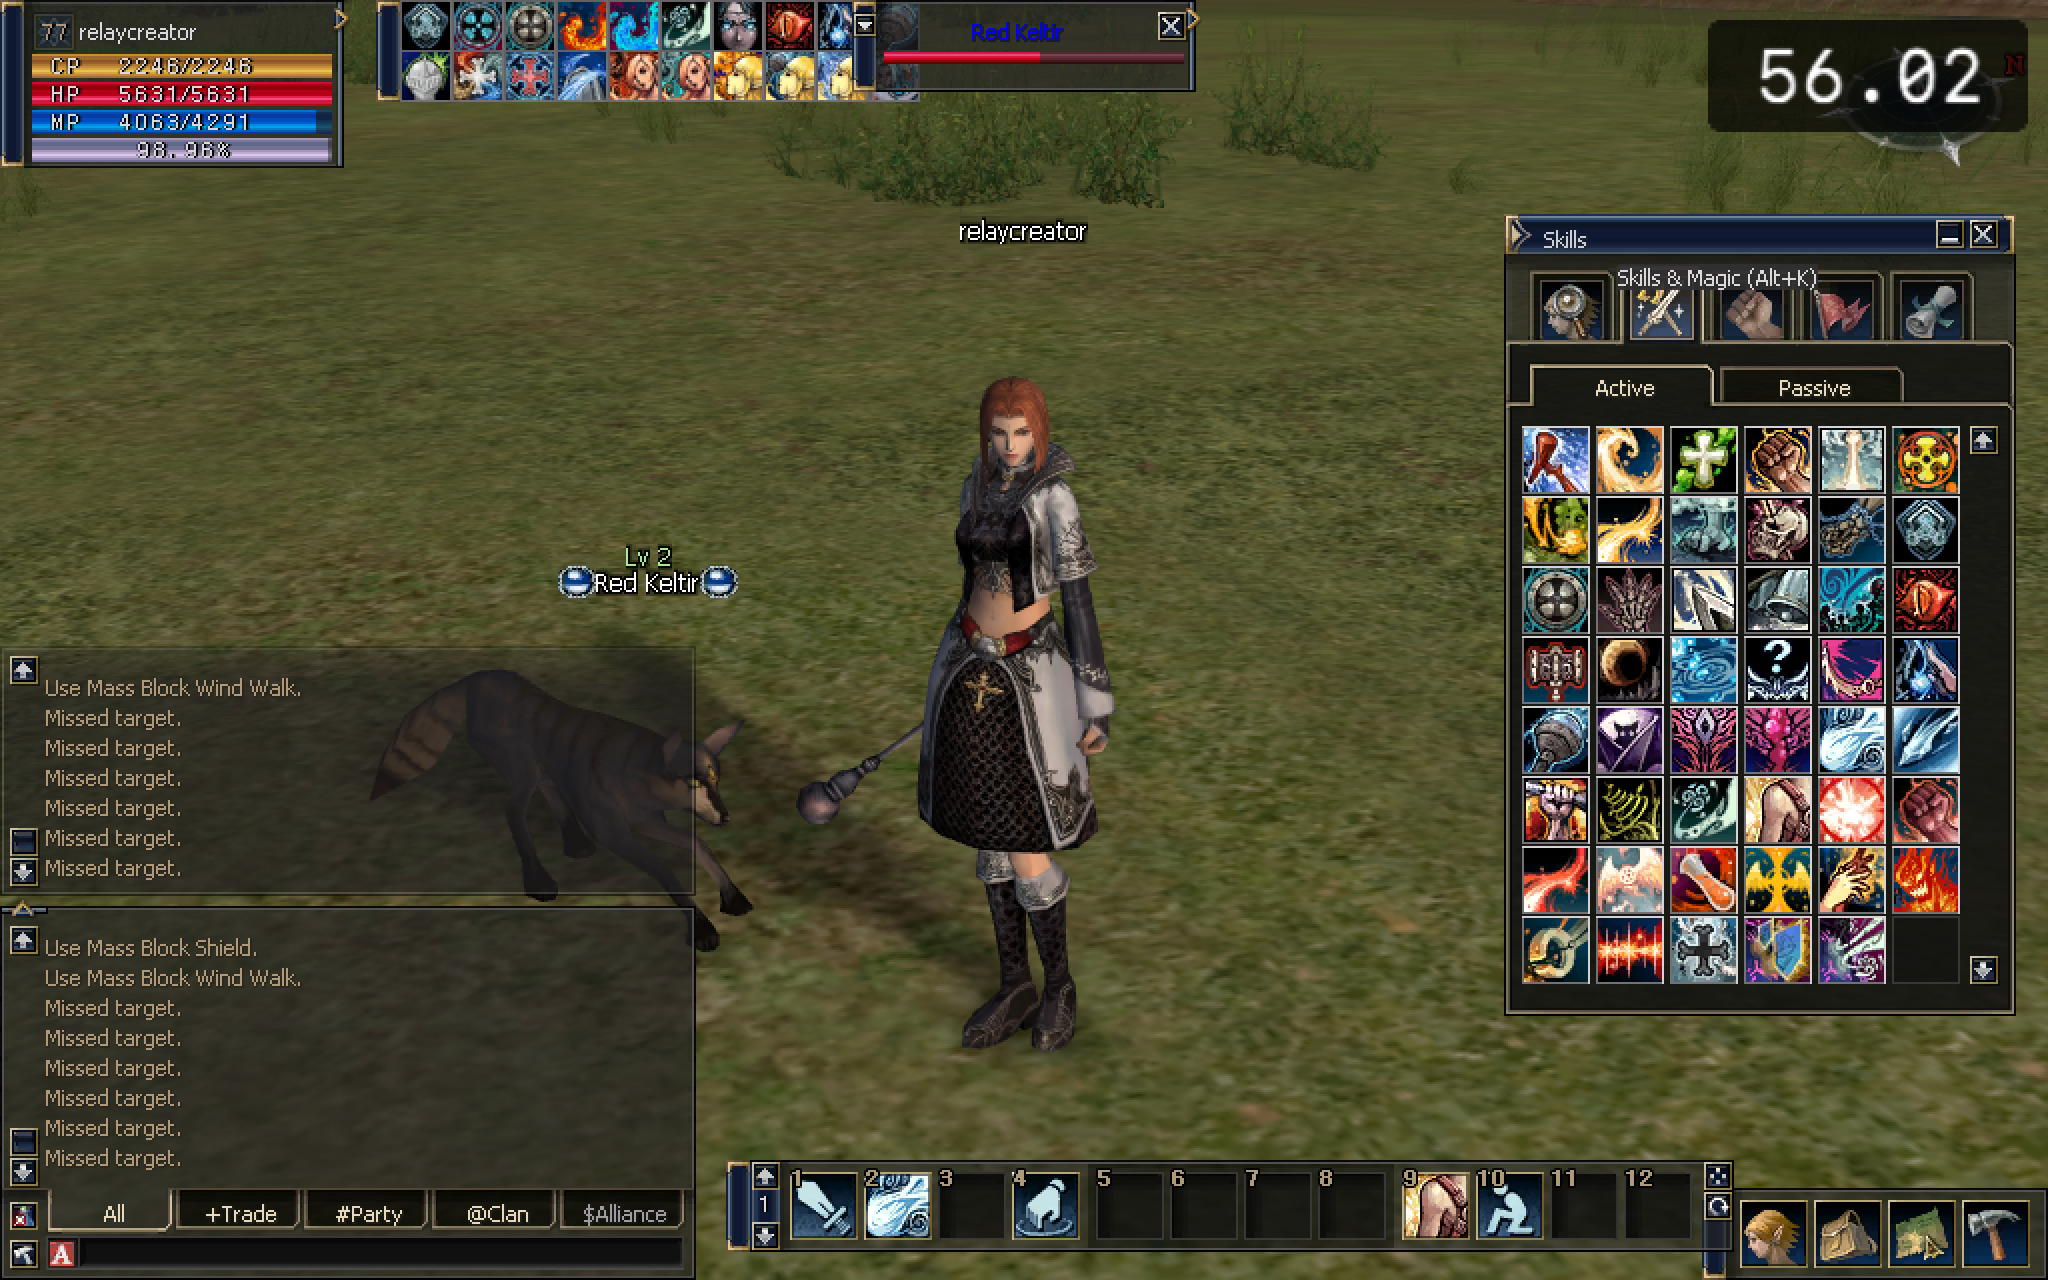 77 relaycreator
CP 2246/2246
HP 5631/5631
MP 4063/4291
98.96%
Red Keltir
56.02
N
relaycreator
Skills
Skills & Magic (Alt+K)
Active
Passive
Lv 2
Red Keltir
Use Mass Block Wind Walk.
Missed target.
Missed target.
Missed target.
Missed target.
Missed target.
Missed target.
Use Mass Block Shield.
Use Mass Block Wind Walk.
Missed target.
Missed target.
Missed target.
Missed target.
Missed target.
Missed target.
All
+Trade
#Party
@Clan
$Alliance
A
1
1 2 3 4 5 6 7 8 9 10 11 12